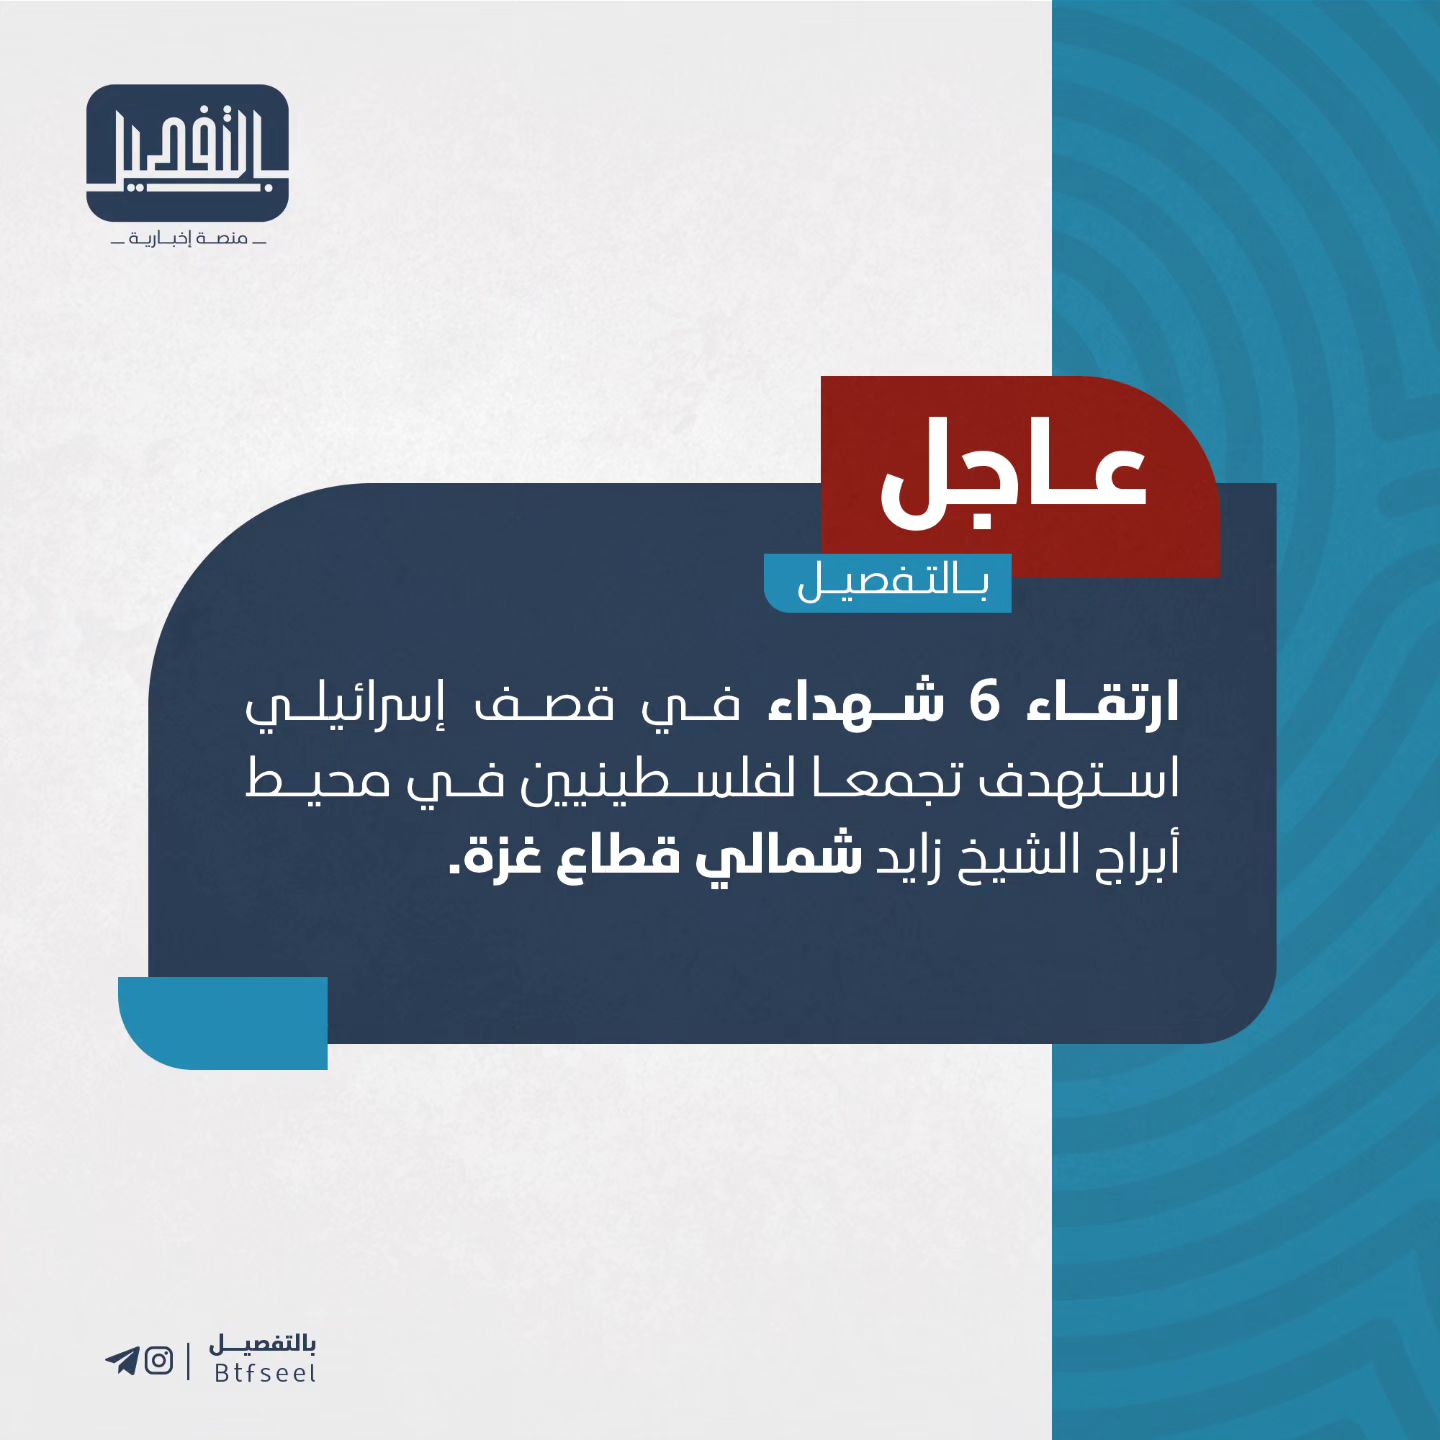 بالتفصيل
منصة إخبارية
عاجل
بالتفصيل
ارتقاء 6 شهداء في قصف إسرائيلي
استهدف تجمعا لفلسطينيين في محيط
أبراج الشيخ زايد شمالي قطاع غزة.
بالتفصيل
Btfseel